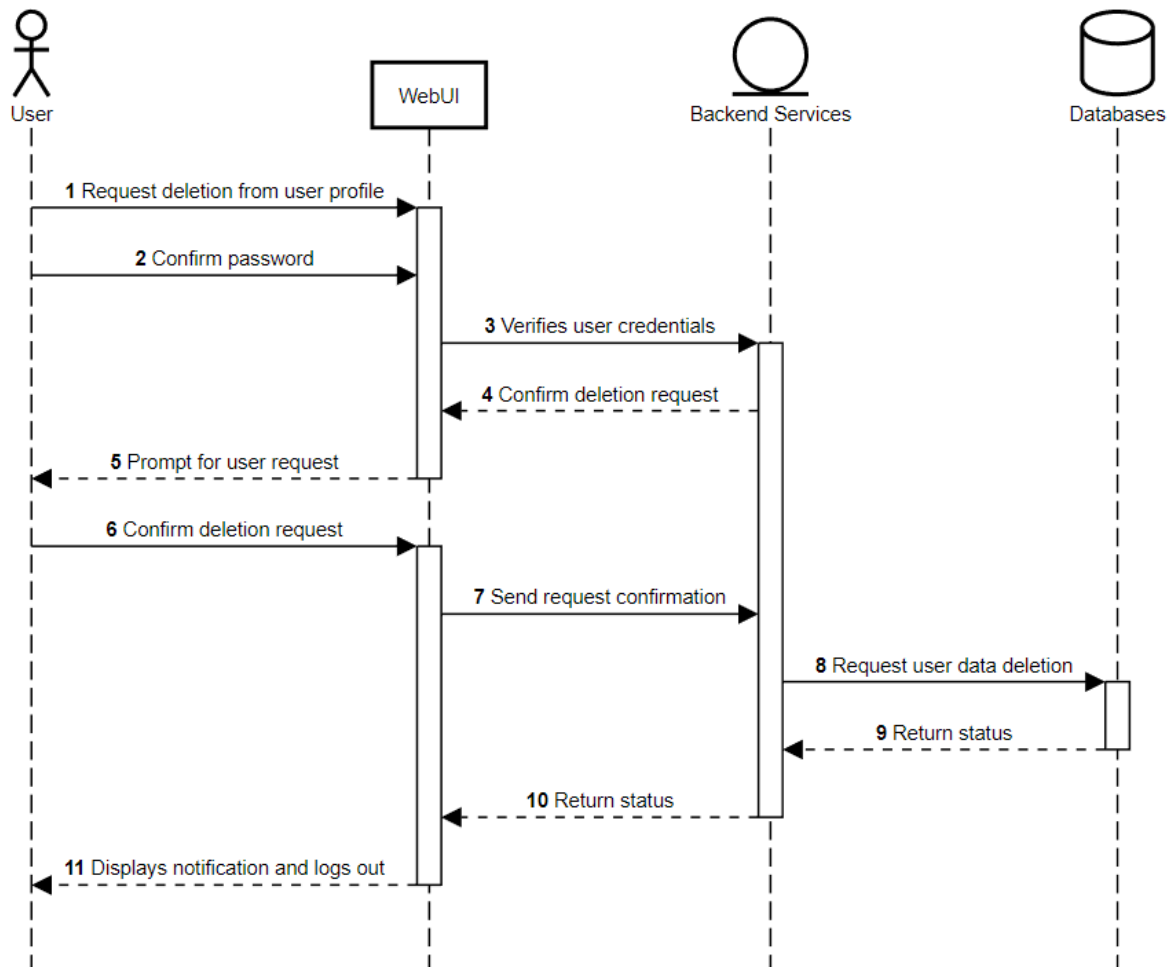 User
WebUI
Backend Services
Databases
1 Request deletion from user profile
2 Confirm password
3 Verifies user credentials
4 Confirm deletion request
5 Prompt for user request
6 Confirm deletion request
7 Send request confirmation
8 Request user data deletion
9 Return status
10 Return status
11 Displays notification and logs out